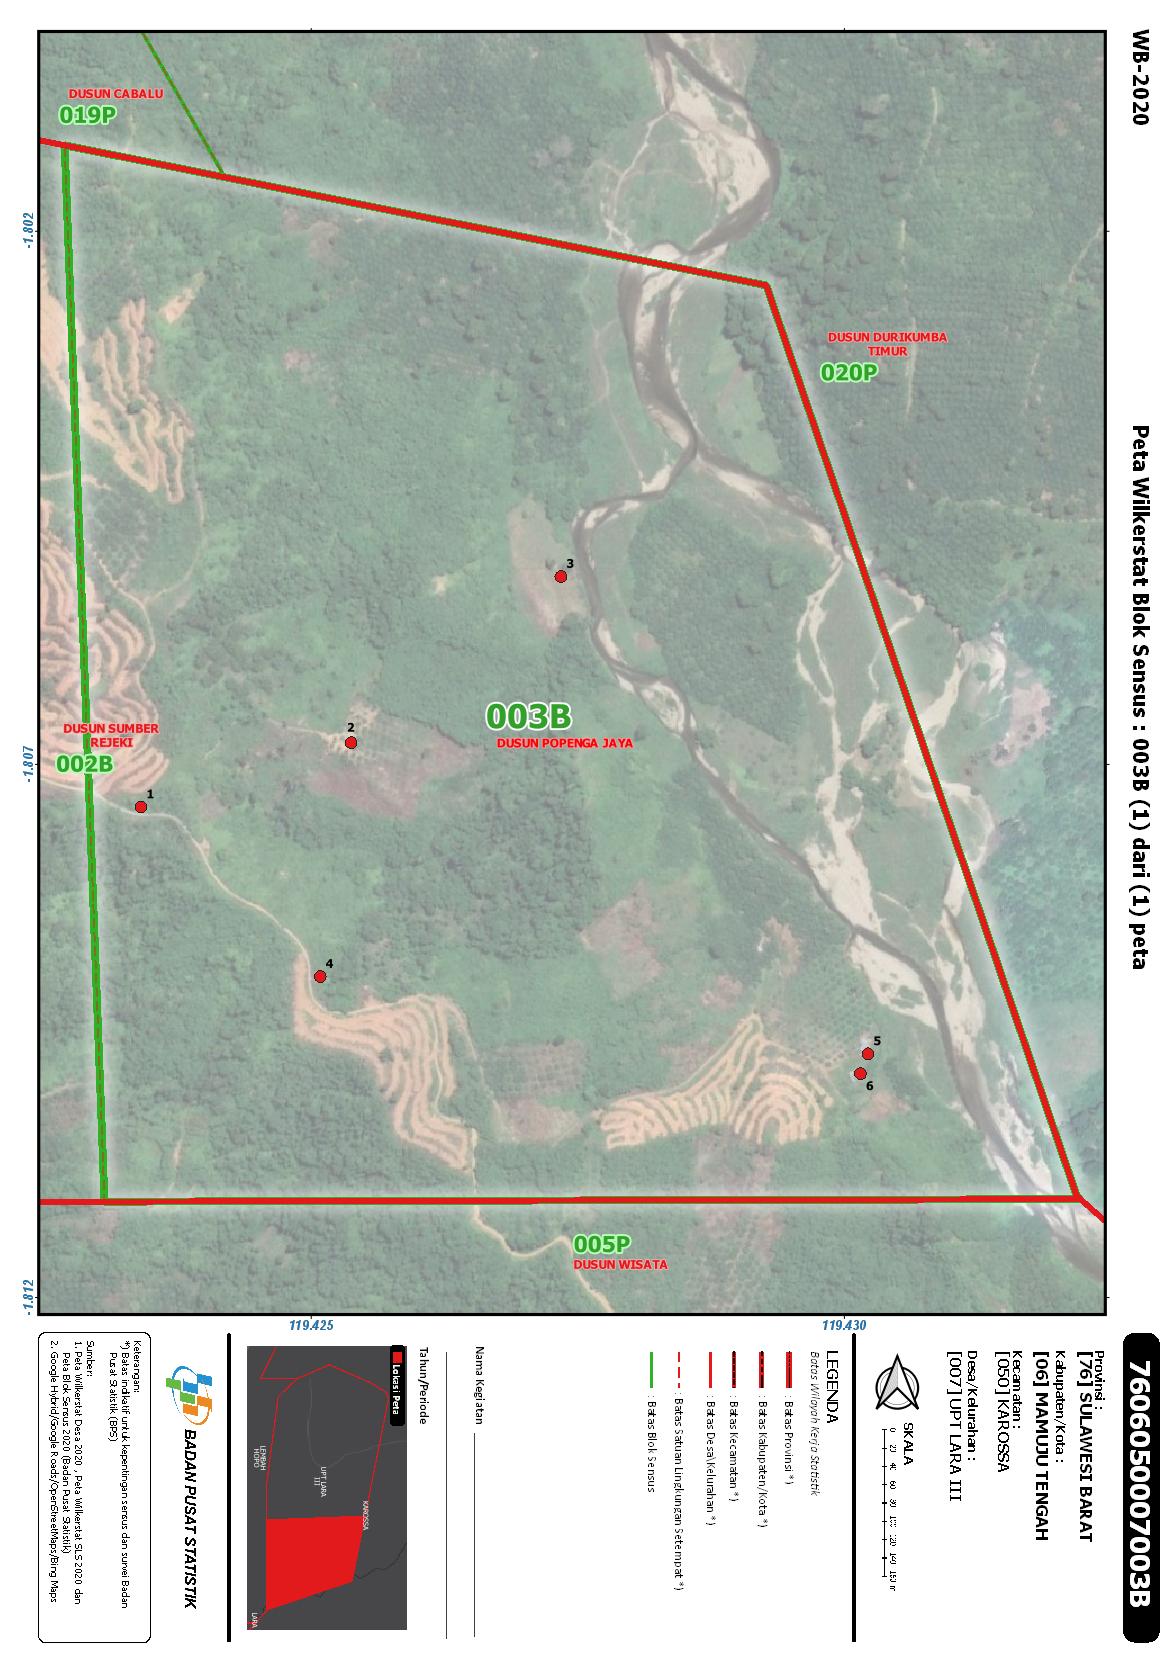 WB-2020
Peta Wilkerstat Blok Sensus : 003B (1) dari (1) peta
DUSUN CABALU
019P
DUSUN DURIKUMBA
TIMUR
020P
3
003B
DUSUN POPENGA JAYA
2
DUSUN SUMBER
REJEKI
002B
1
4
5
6
005P
DUSUN WISATA
-1.802
-1.807
-1.812
119.425
119.430
7606050007003B
Provinsi :
[76] SULAWESI BARAT
Kabupaten/Kota :
[06] MAMUJU TENGAH
Kecamatan :
[050] KAROSSA
Desa/Kelurahan :
[007] UPT LARA III
SKALA
0 20 40 60 80 100 120 140 160 m
LEGENDA
Batas Wilayah Kerja Statistik
: Batas Provinsi *)
: Batas Kabupaten/Kota *)
: Batas Kecamatan *)
: Batas Desa\Kelurahan *)
: Batas Satuan Lingkungan Setempat *)
: Batas Blok Sensus
Nama Kegiatan
Tahun/Periode
Lokasi Peta
KAROSSA
UPT LARA
III
LEMBAH
HOPO
LARA
BADAN PUSAT STATISTIK
Keterangan:
*) Batas indikatif untuk kepentingan sensus dan survei Badan
Pusat Statistik (BPS)
Sumber:
1. Peta Wilkerstat Desa 2020 , Peta Wilkerstat SLS 2020 dan
Peta Blok Sensus 2020 (Badan Pusat Statistik)
2. Google Hybrid/Google Roads/OpenStreetMaps/Bing Maps